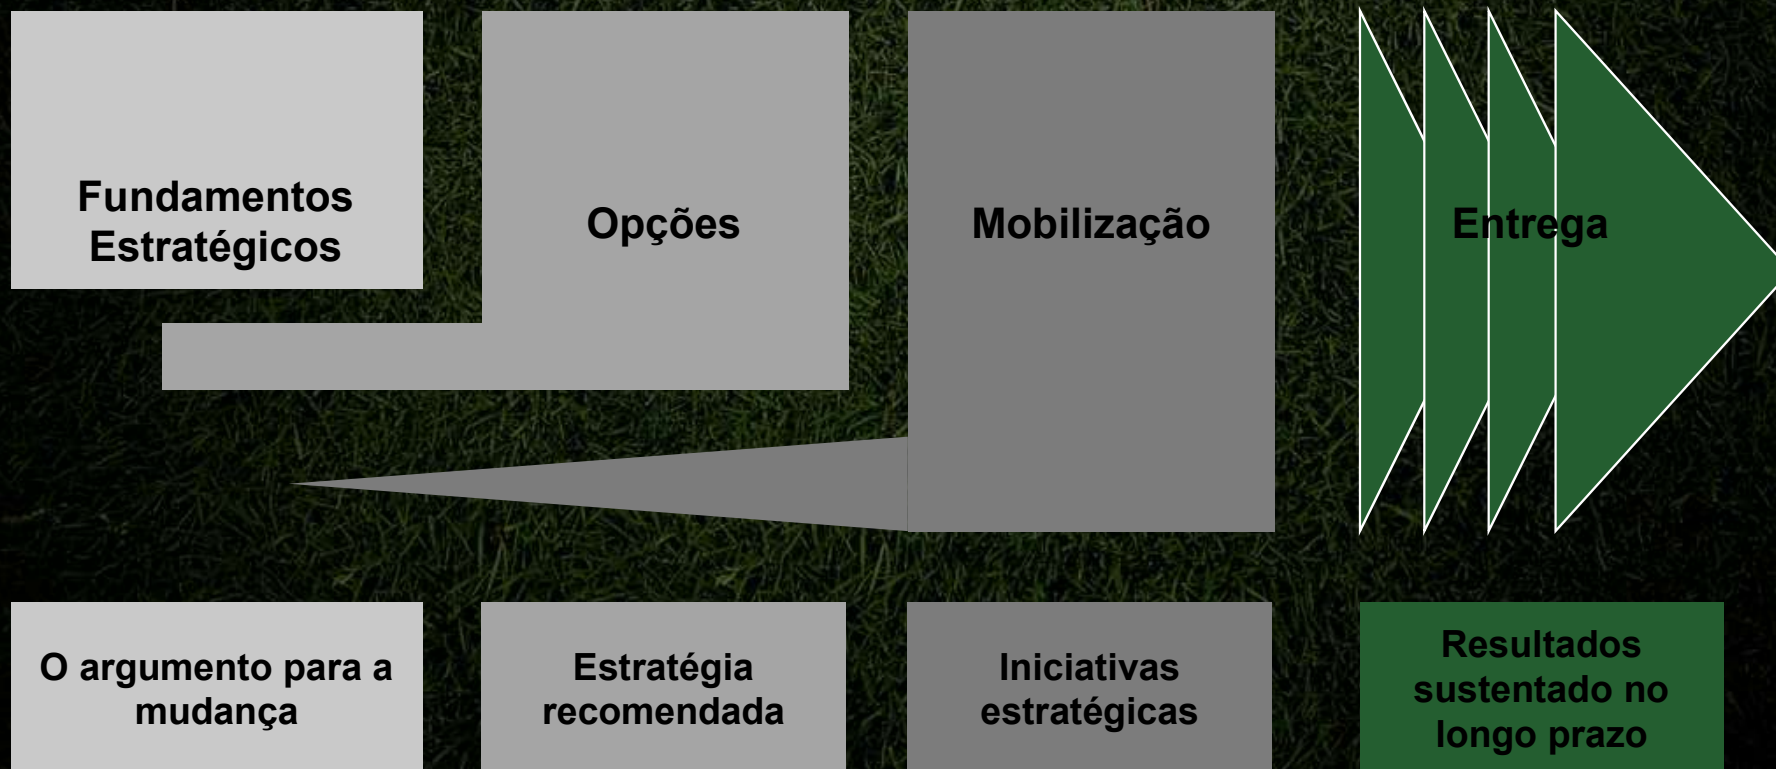 Fundamentos
Estratégicos
Opções
Mobilização
Entrega
O argumento para a
mudança
Estratégia
recomendada
Iniciativas
estratégicas
Resultados
sustentado no
longo prazo